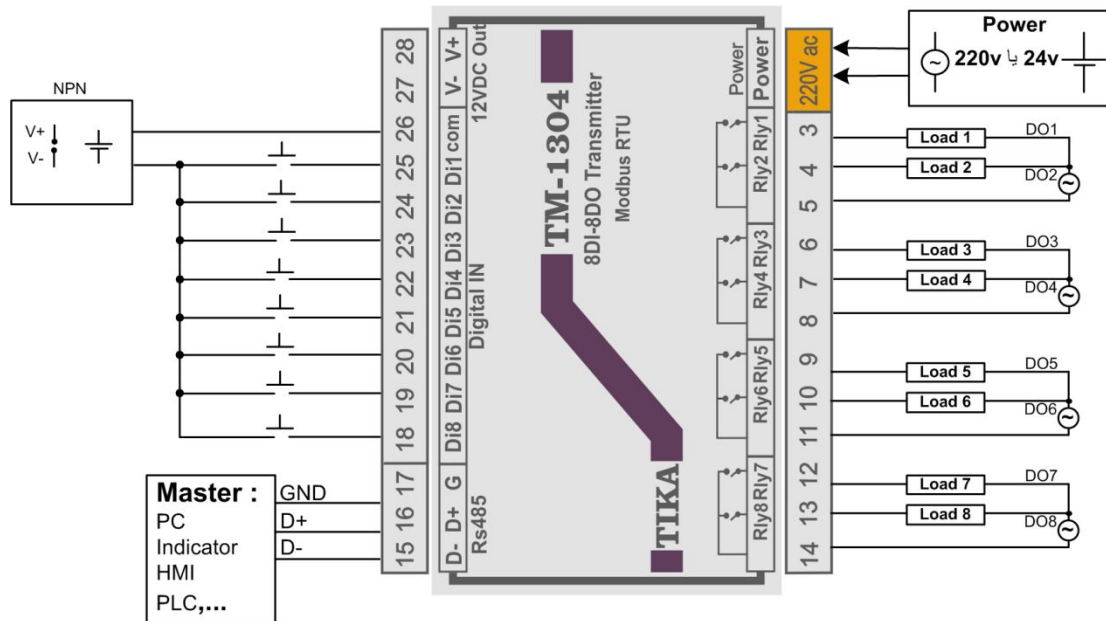 NPN
V+
V-
28
27
26
25
24
23
22
21
20
19
18
17
16
15
V+
V-
12VDC Out
com
Di1
Di2
Di3
Di4
Di5
Di6
Di7
Di8
Digital IN
G
D+
D-
Rs485
Master :
PC
Indicator
HMI
PLC,...
GND
D+
D-
TM-1304
8DI-8DO Transmitter
Modbus RTU
TIKA
Power
Power
Rly1
Rly2
Rly3
Rly4
Rly5
Rly6
Rly7
Rly8
220V ac
3
4
5
6
7
8
9
10
11
12
13
14
Power
220v یا 24v
Load 1
DO1
Load 2
DO2
Load 3
DO3
Load 4
DO4
Load 5
DO5
Load 6
DO6
Load 7
DO7
Load 8
DO8